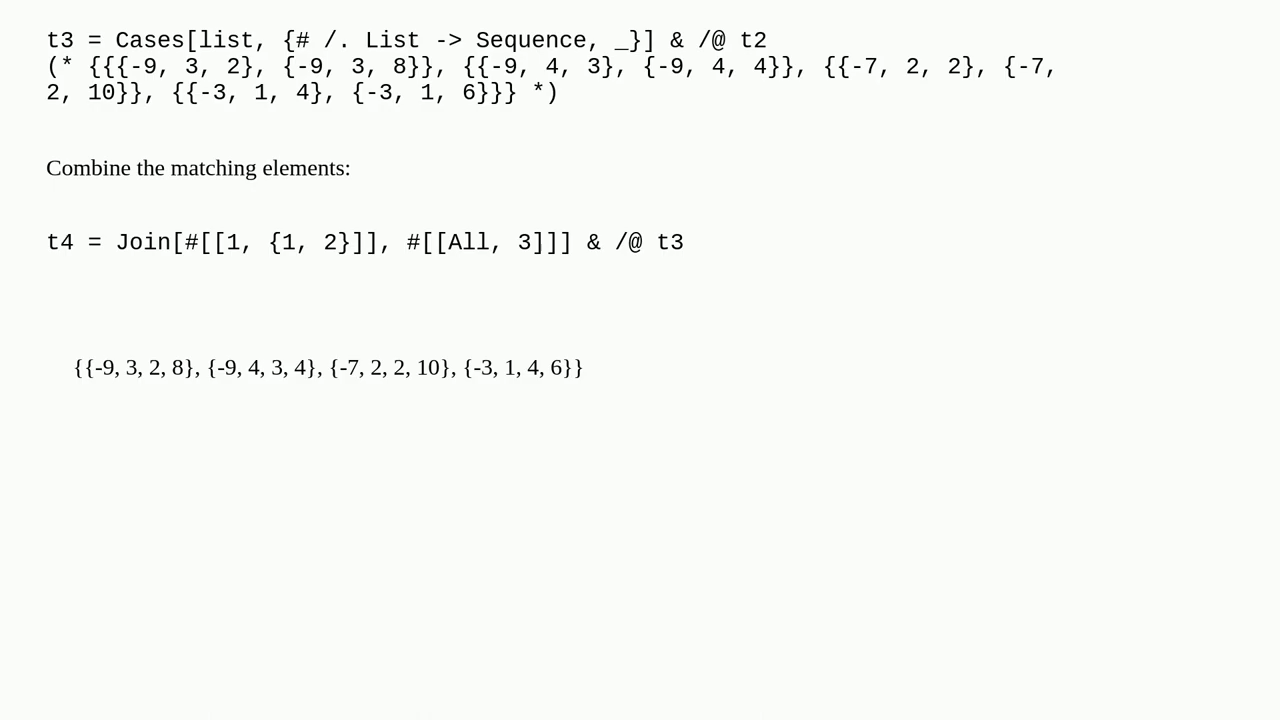 t3 = Cases[list, {# /. List -> Sequence, _}] & /@ t2
(* {{{-9, 3, 2}, {-9, 3, 8}}, {{-9, 4, 3}, {-9, 4, 4}}, {{-7, 2, 2}, {-7,
2, 10}}, {{-3, 1, 4}, {-3, 1, 6}}} *)
Combine the matching elements:
t4 = Join[#[[1, {1, 2}]], #[[All, 3]]] & /@ t3
{{-9, 3, 2, 8}, {-9, 4, 3, 4}, {-7, 2, 2, 10}, {-3, 1, 4, 6}}